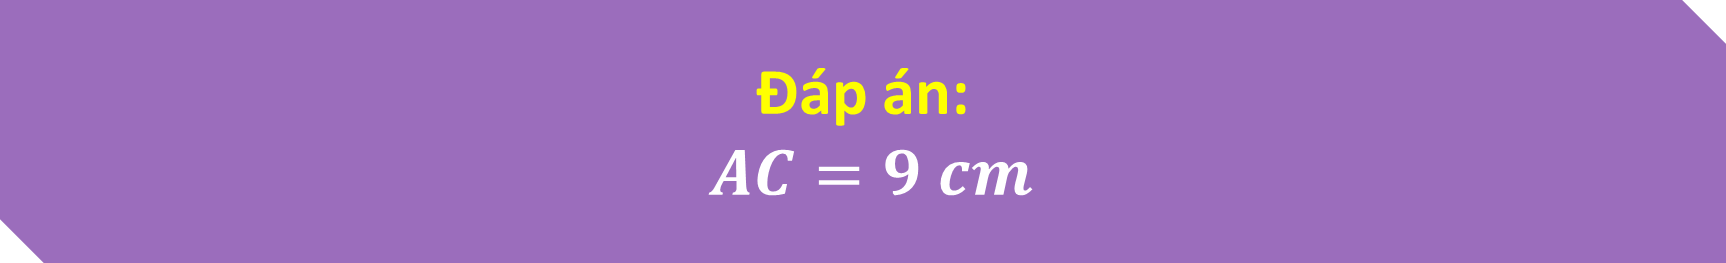 Đáp án:
AC = 9 cm